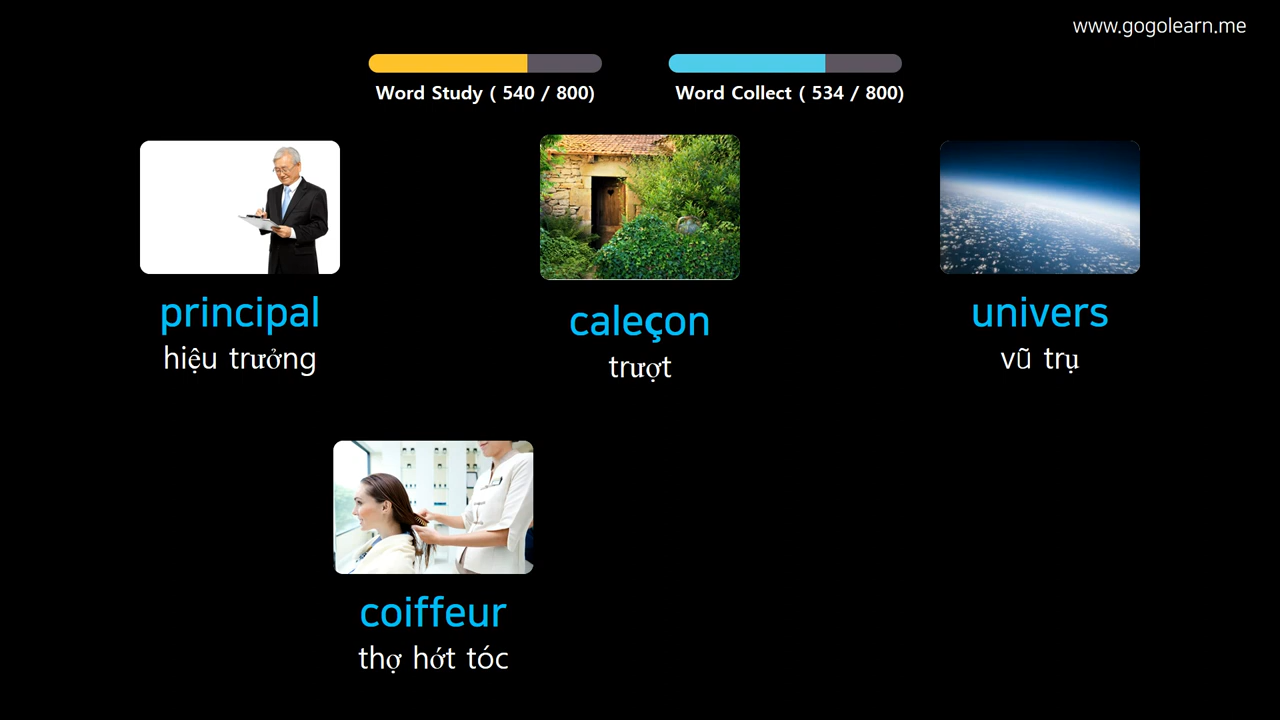 www.gogolearn.me
Word Study ( 540 / 800)
Word Collect ( 534 / 800)
principal
hiệu trưởng
caleçon
trượt
univers
vũ trụ
coiffeur
thợ hớt tóc